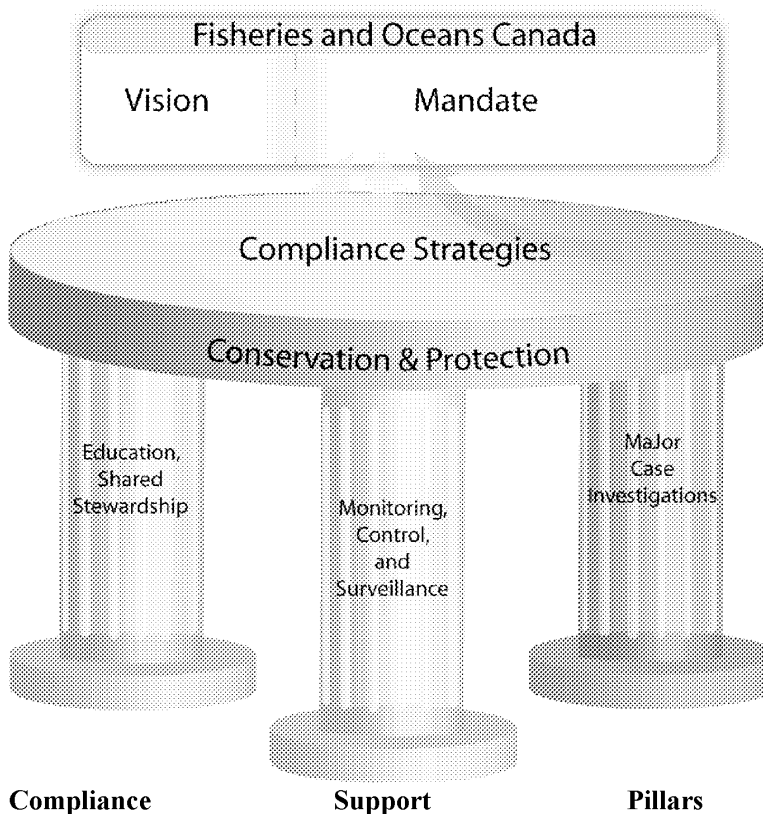 Fisheries and Oceans Canada
Vision
Mandate
Compliance Strategies
Conservation & Protection
Education,
Shared
Stewardship
Monitoring,
Control,
and
Surveillance
MaJor
Case
Investigations
Compliance Support Pillars